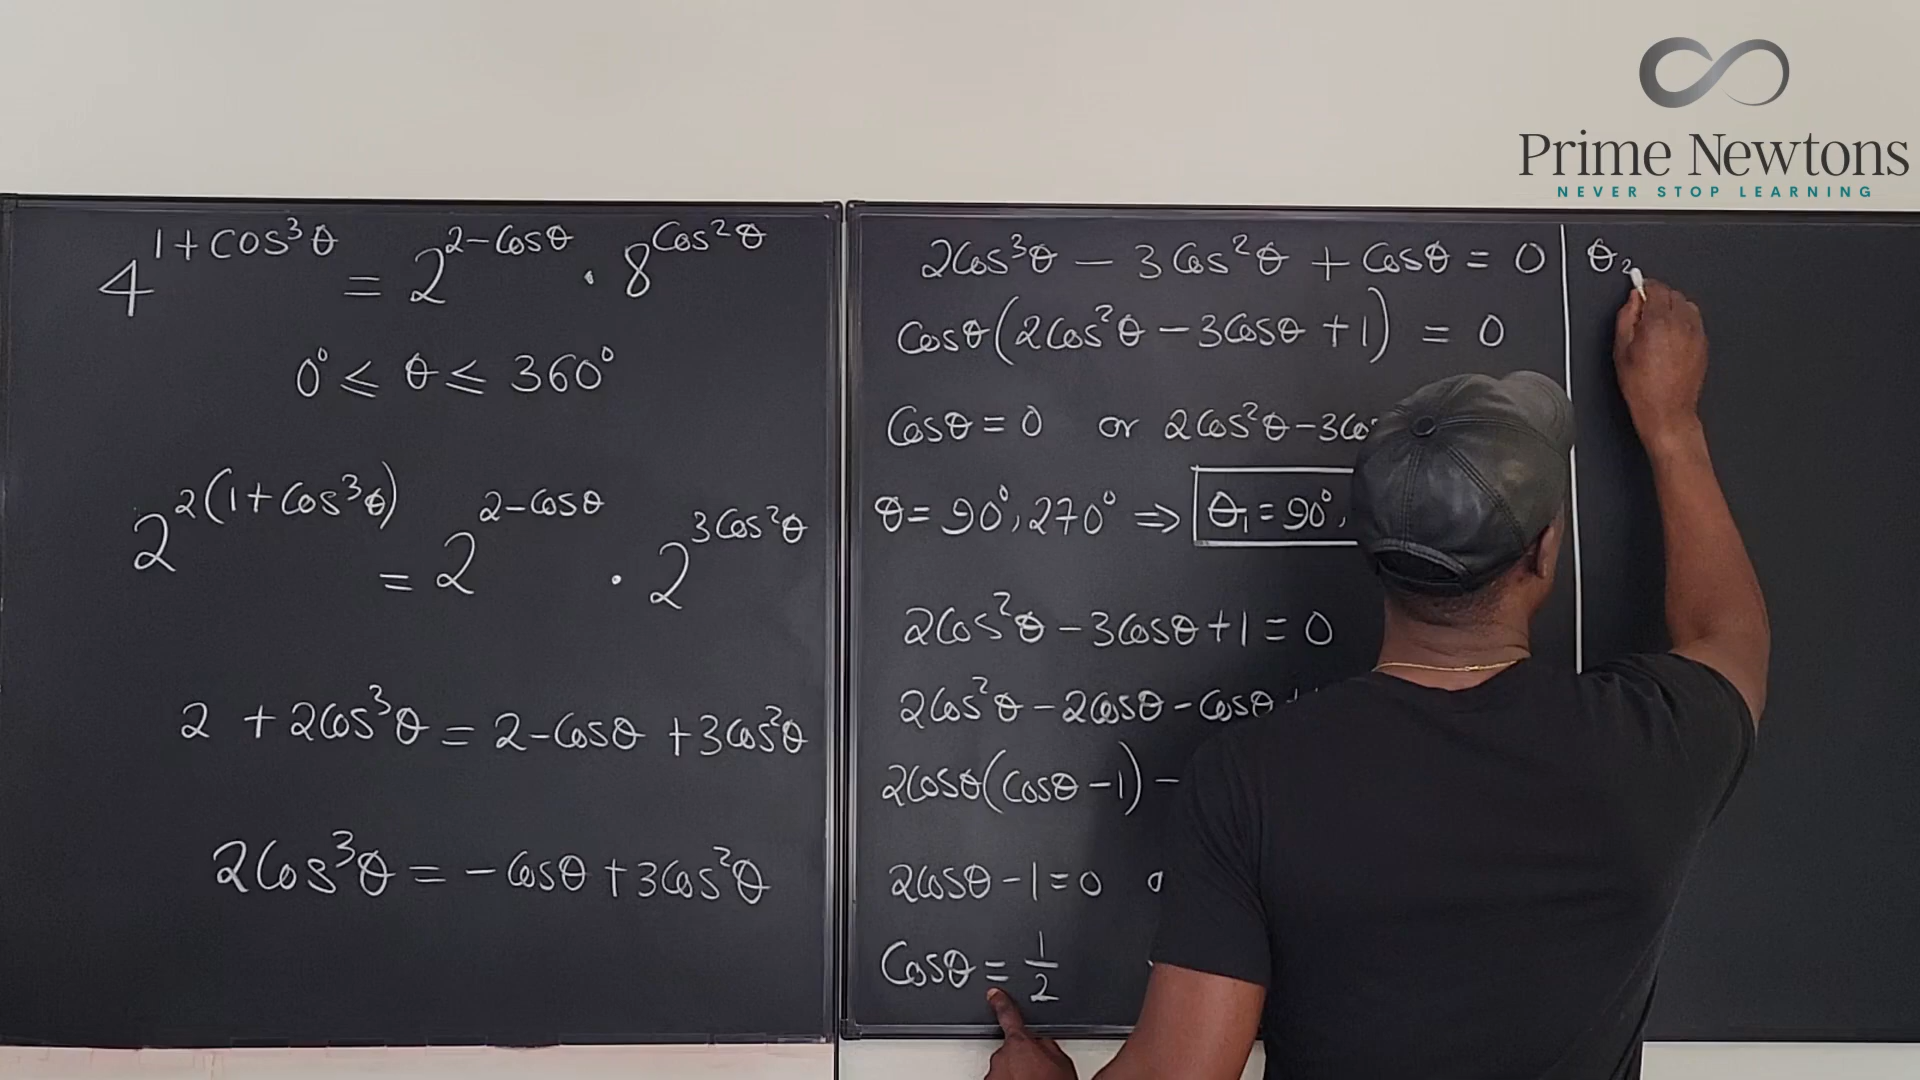 Prime Newtons
NEVER STOP LEARNING
4^(1+cos³θ) = 2^(2-cosθ) · 8^(cos²θ)
0° ≤ θ ≤ 360°
2^(2(1+cos³θ)) = 2^(2-cosθ) · 2^(3cos²θ)
2 + 2cos³θ = 2-cosθ +3cos²θ
2cos³θ = -cosθ +3cos²θ
2cos³θ - 3cos²θ + cosθ = 0
cosθ(2cos²θ - 3cosθ + 1) = 0
cosθ = 0 or 2cos²θ-3cos
θ = 90°, 270° ⇒ θ₁ = 90°,
2cos²θ - 3cosθ + 1 = 0
2cos²θ - 2cosθ - cosθ
2cosθ(cosθ - 1) -
2cosθ - 1 = 0
cosθ = 1/2
θ₂